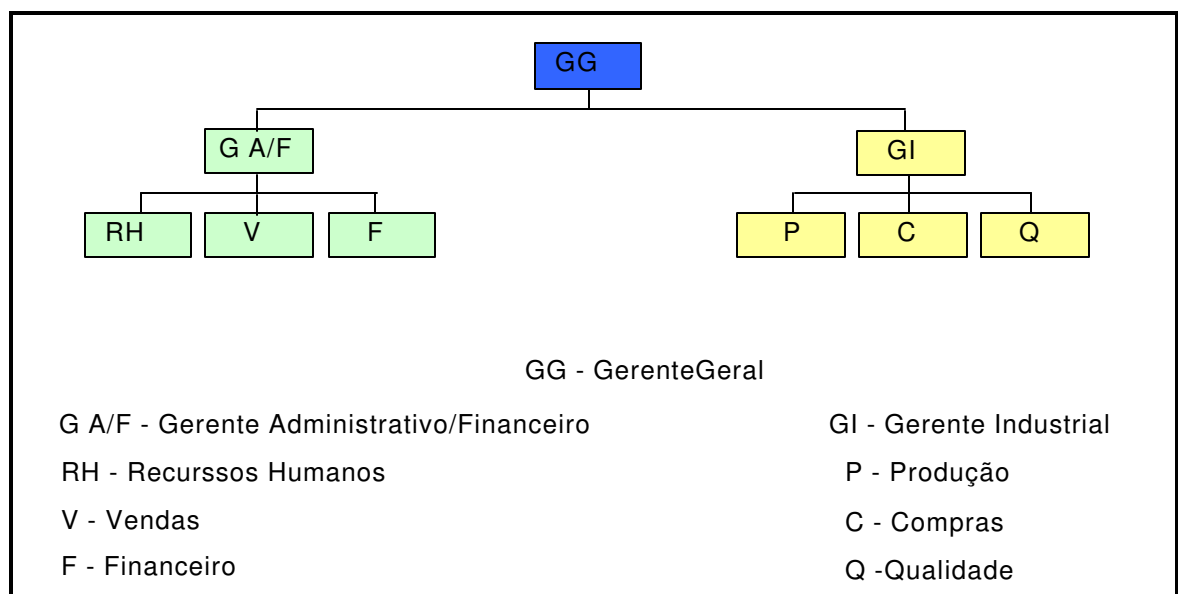 GG
G A/F
GI
RH
V
F
P
C
Q
GG - GerenteGeral
G A/F - Gerente Administrativo/Financeiro
GI - Gerente Industrial
RH - Recurssos Humanos
P - Produção
V - Vendas
C - Compras
F - Financeiro
Q -Qualidade